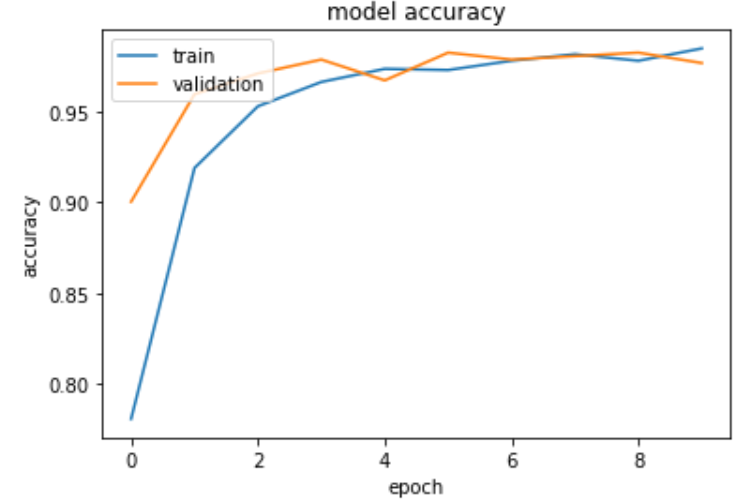 model accuracy
train
validation
0.95
0.90
0.85
0.80
accuracy
0 2 4 6 8
epoch